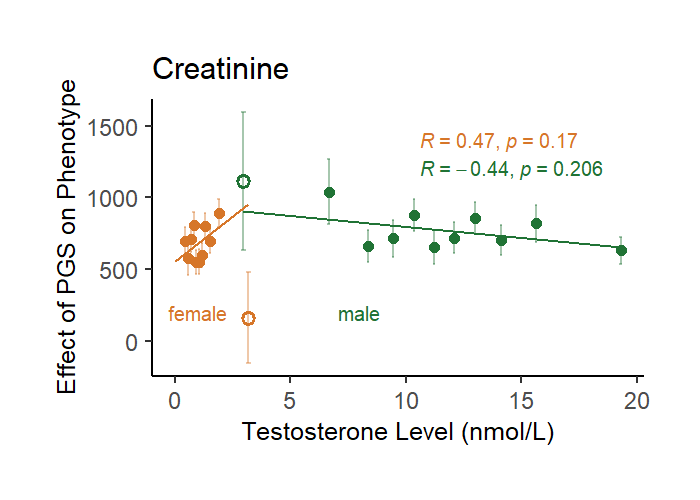 Creatinine
Effect of PGS on Phenotype
1500
1000
500
0
R = 0.47, p = 0.17
R = −0.44, p = 0.206
female
male
0 5 10 15 20
Testosterone Level (nmol/L)